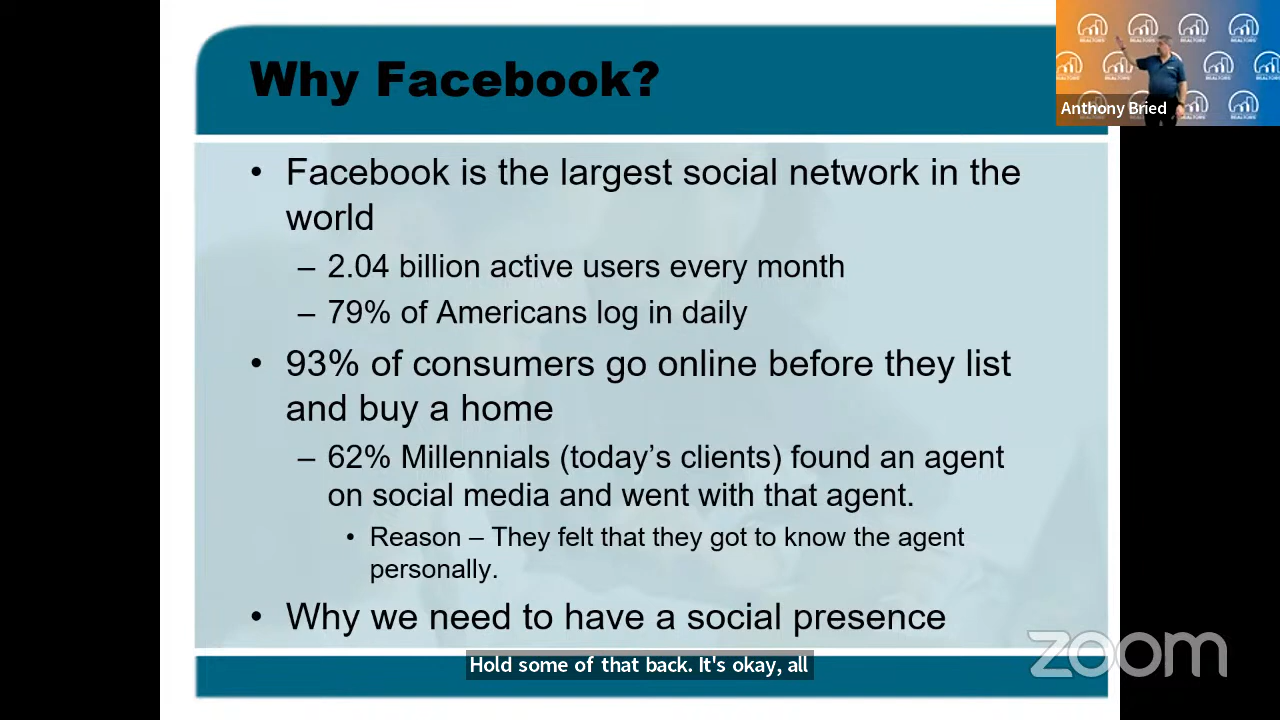 Why Facebook?
Anthony Bried
• Facebook is the largest social network in the
world
– 2.04 billion active users every month
– 79% of Americans log in daily
• 93% of consumers go online before they list
and buy a home
– 62% Millennials (today's clients) found an agent
on social media and went with that agent.
• Reason – They felt that they got to know the agent
personally.
• Why we need to have a social presence
zoom
Hold some of that back. It's okay, all